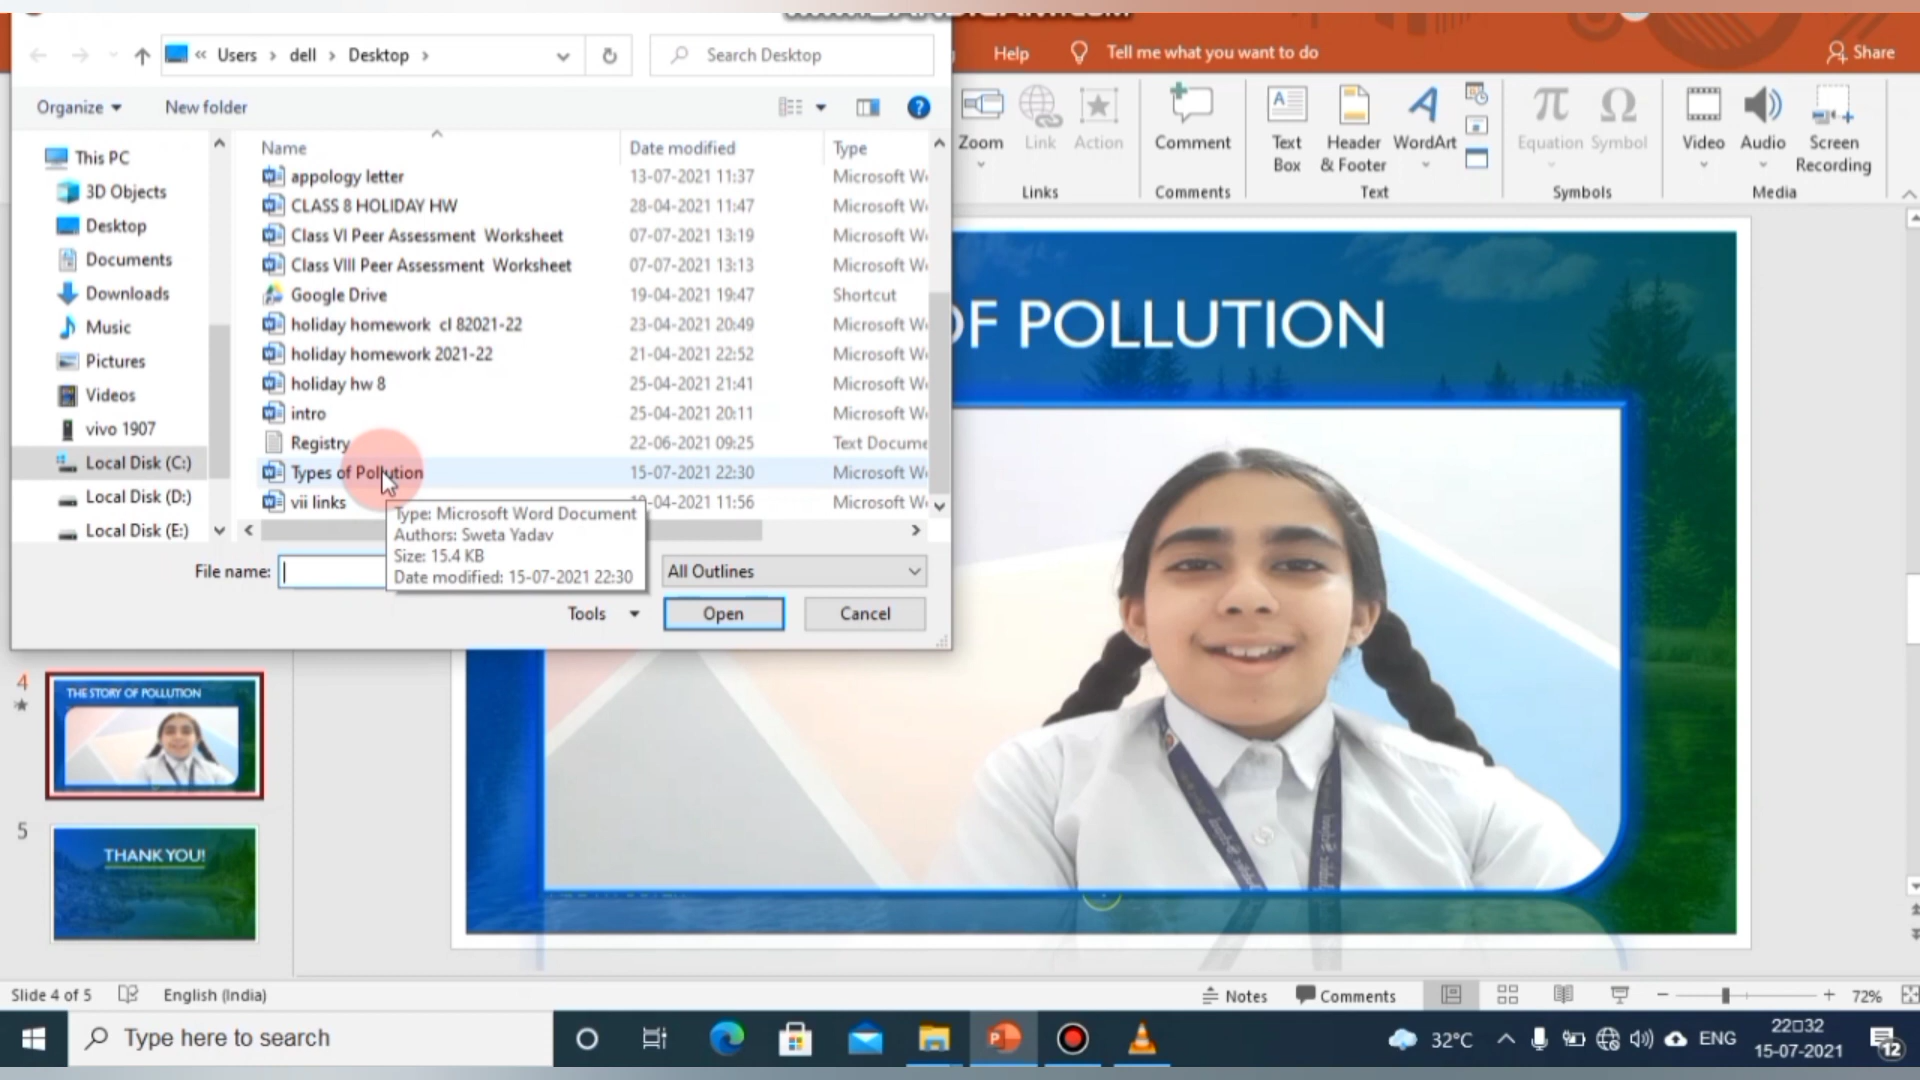 Users › dell › Desktop ›
Search Desktop
Help
Tell me what you want to do
Share
Organize
New folder
Name
Date modified
Type
appology letter 13-07-2021 11:37 Microsoft W
CLASS 8 HOLIDAY HW 28-04-2021 11:47 Microsoft W
Class VI Peer Assessment Worksheet 07-07-2021 13:19 Microsoft W
Class VIII Peer Assessment Worksheet 07-07-2021 13:13 Microsoft W
Google Drive 19-04-2021 19:47 Shortcut
holiday homework cl 82021-22 23-04-2021 20:49 Microsoft W
holiday homework 2021-22 21-04-2021 22:52 Microsoft W
holiday hw 8 25-04-2021 21:41 Microsoft W
intro 25-04-2021 20:11 Microsoft W
Registry 22-06-2021 09:25 Text Docume
Types of Pollution 15-07-2021 22:30 Microsoft W
vii links -04-2021 11:56 Microsoft W
This PC
3D Objects
Desktop
Documents
Downloads
Music
Pictures
Videos
vivo 1907
Local Disk (C:)
Local Disk (D:)
Local Disk (E:)
Type: Microsoft Word Document
Authors: Sweta Yadav
Size: 15.4 KB
Date modified: 15-07-2021 22:30
File name:
All Outlines
Tools
Open
Cancel
Zoom
Link
Action
Comment
Text Box
Header & Footer
WordArt
Equation
Symbol
Video
Audio
Screen Recording
Links
Comments
Text
Symbols
Media
OF POLLUTION
4
THE STORY OF POLLUTION
5
THANK YOU!
Slide 4 of 5
English (India)
Notes
Comments
72%
Type here to search
32°C
ENG
22□32
15-07-2021
12